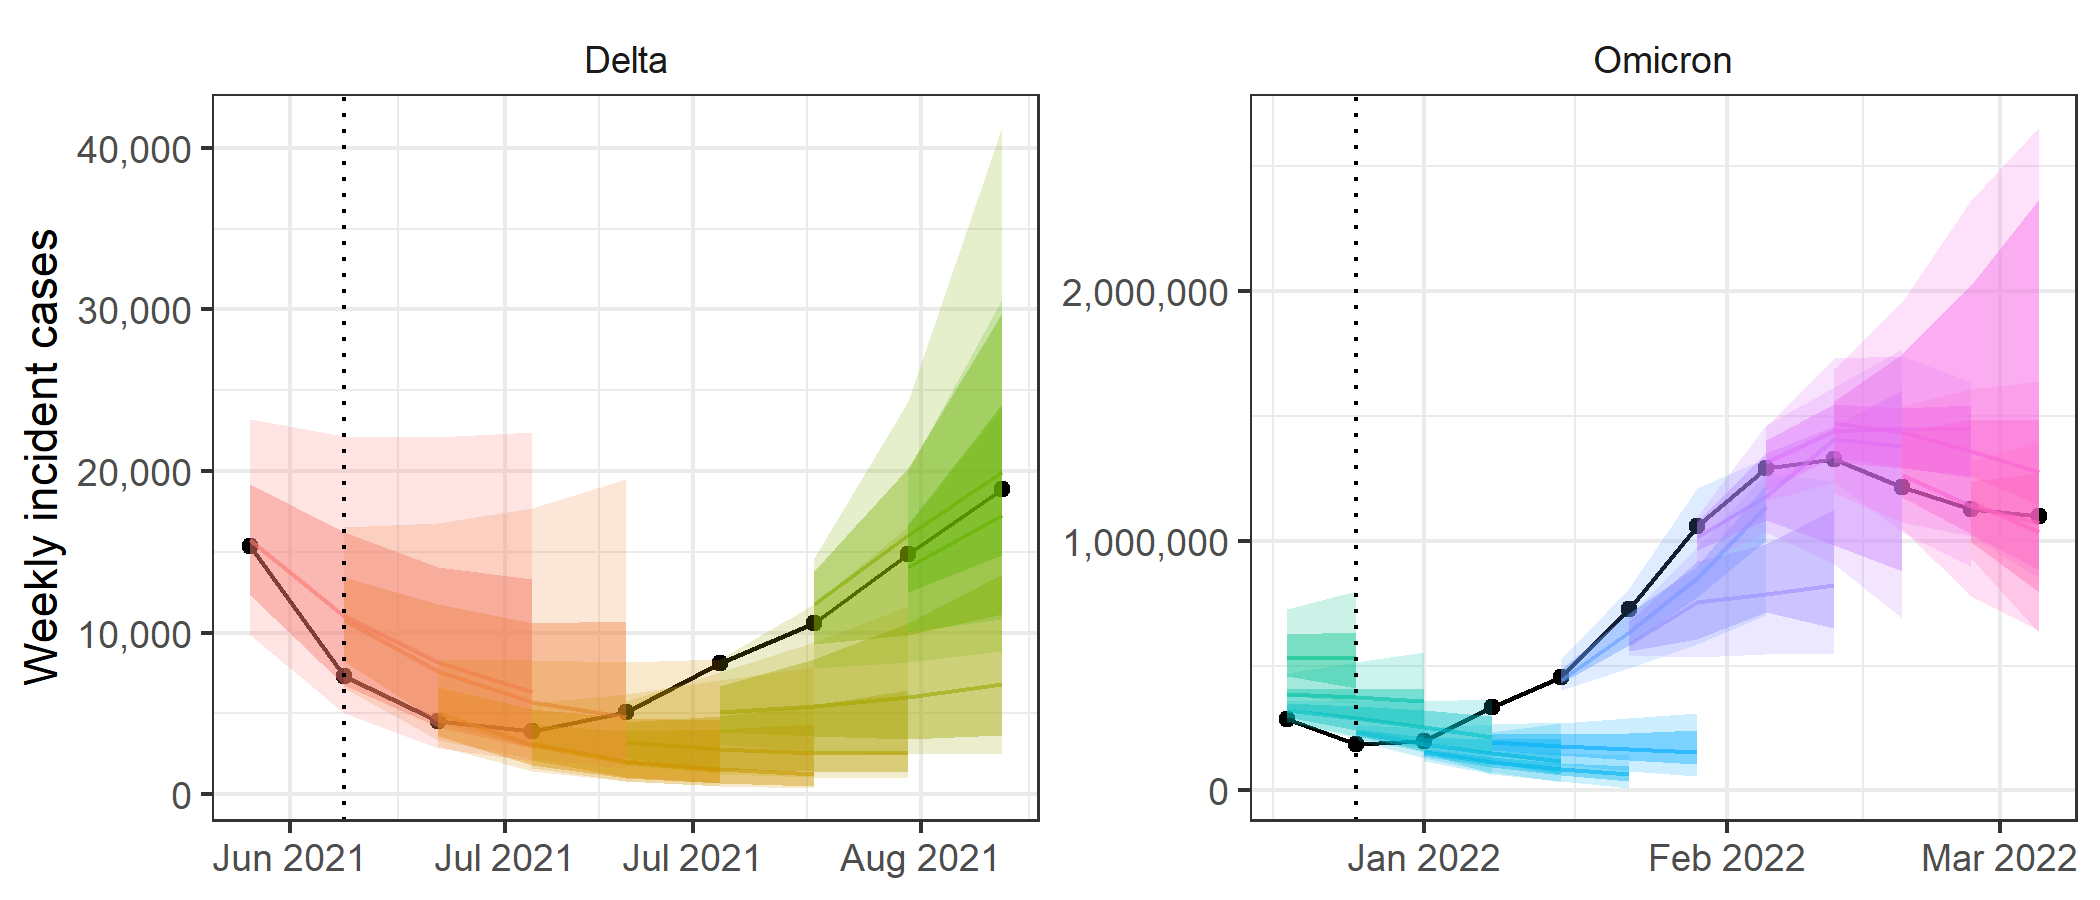 Delta
Omicron
Weekly incident cases
40,000
30,000
20,000
10,000
0
2,000,000
1,000,000
0
Jun 2021
Jul 2021
Jul 2021
Aug 2021
Jan 2022
Feb 2022
Mar 2022